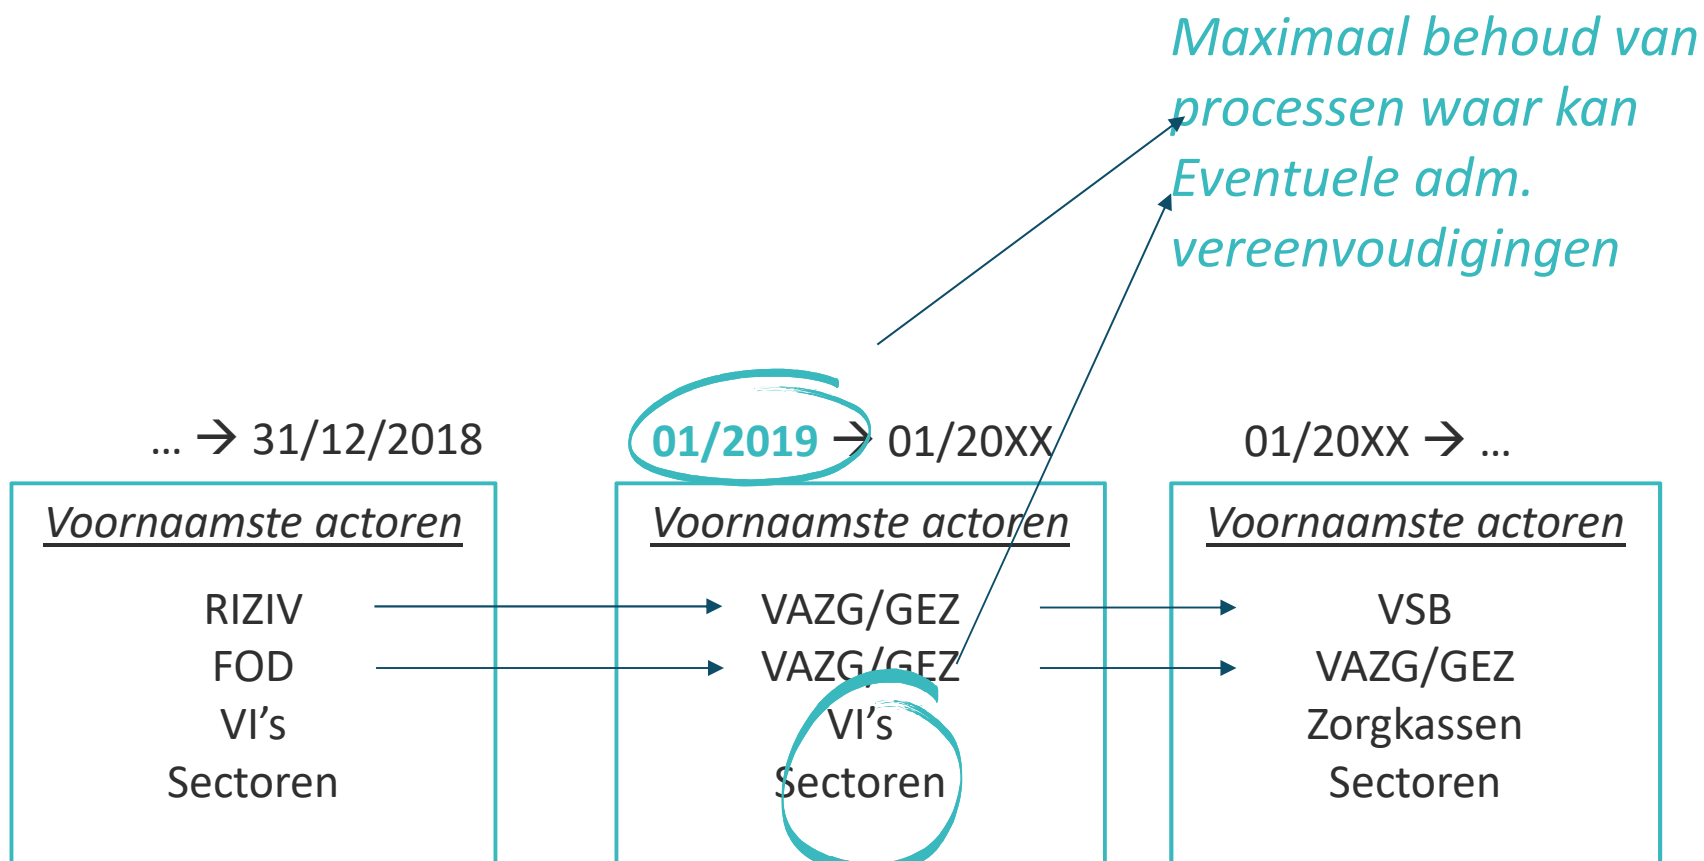 Maximaal behoud van
processen waar kan
Eventuele adm.
vereenvoudigingen
… → 31/12/2018
01/2019 → 01/20XX
01/20XX → …
Voornaamste actoren
RIZIV
FOD
VI’s
Sectoren
Voornaamste actoren
VAZG/GEZ
VAZG/GEZ
VI’s
Sectoren
Voornaamste actoren
VSB
VAZG/GEZ
Zorgkassen
Sectoren